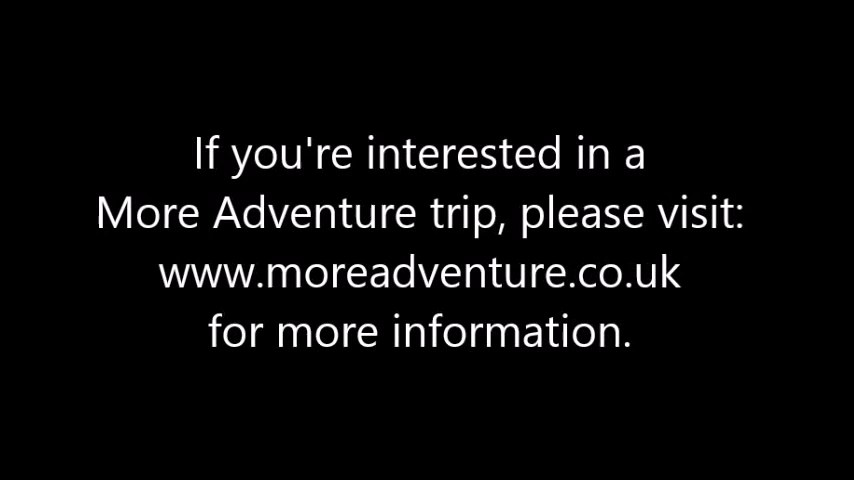 If you're interested in a
More Adventure trip, please visit:
www.moreadventure.co.uk
for more information.